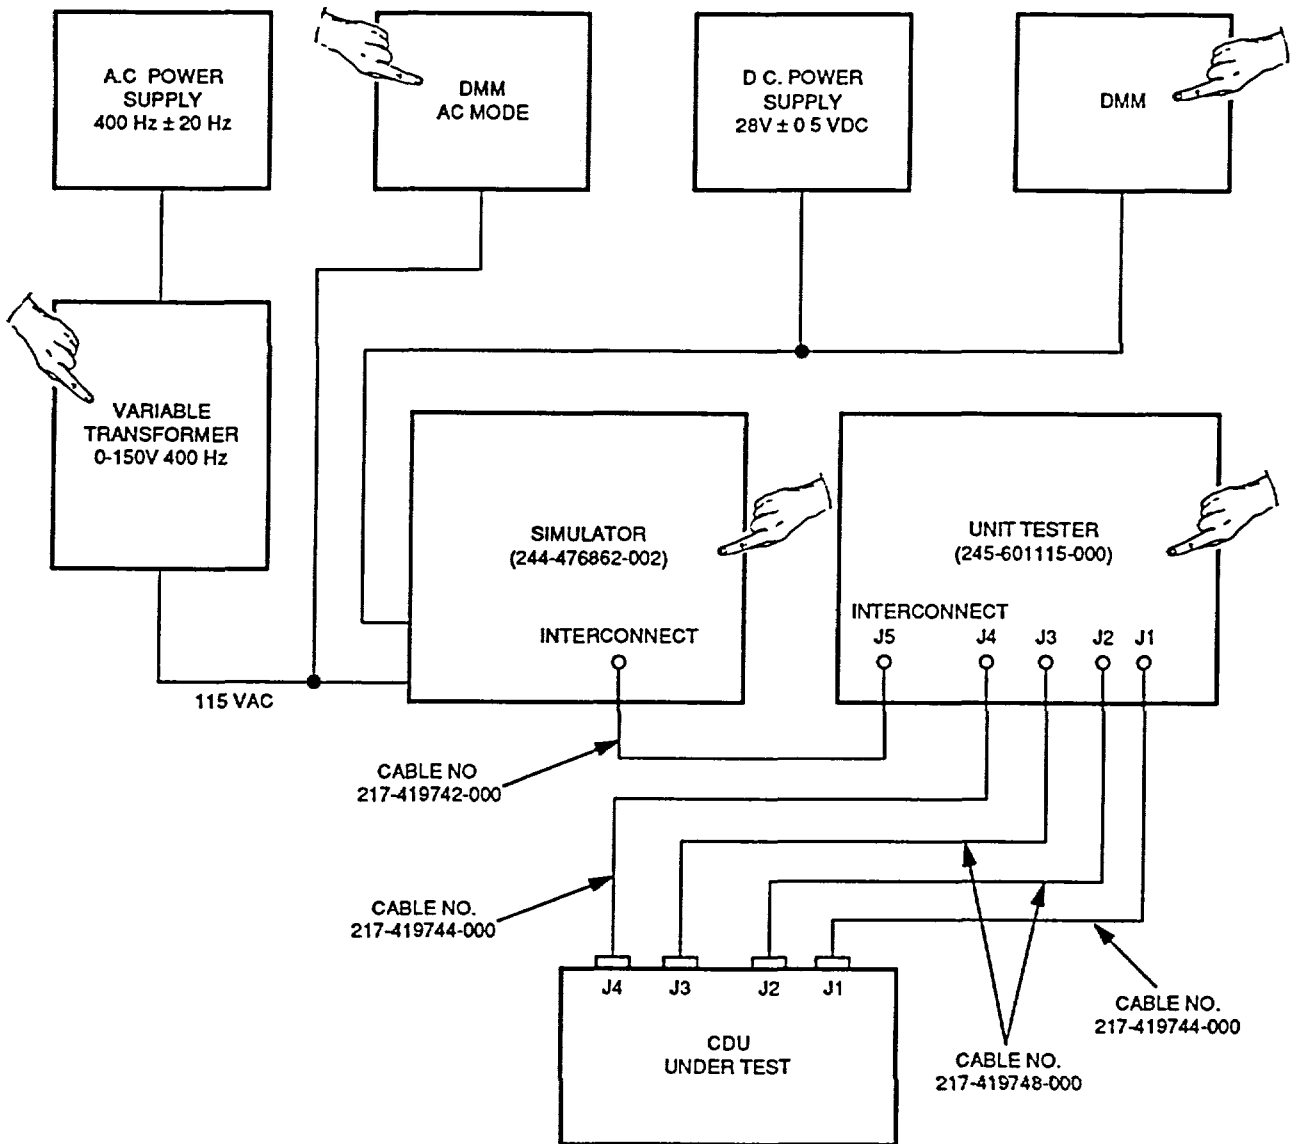 A.C POWER
SUPPLY
400 Hz ± 20 Hz
DMM
AC MODE
D C. POWER
SUPPLY
28V ± 0 5 VDC
DMM
VARIABLE
TRANSFORMER
0-150V 400 Hz
SIMULATOR
(244-476862-002)
INTERCONNECT
UNIT TESTER
(245-601115-000)
INTERCONNECT
J5 J4 J3 J2 J1
115 VAC
CABLE NO
217-419742-000
CABLE NO.
217-419744-000
J4 J3 J2 J1
CDU
UNDER TEST
CABLE NO.
217-419744-000
CABLE NO.
217-419748-000